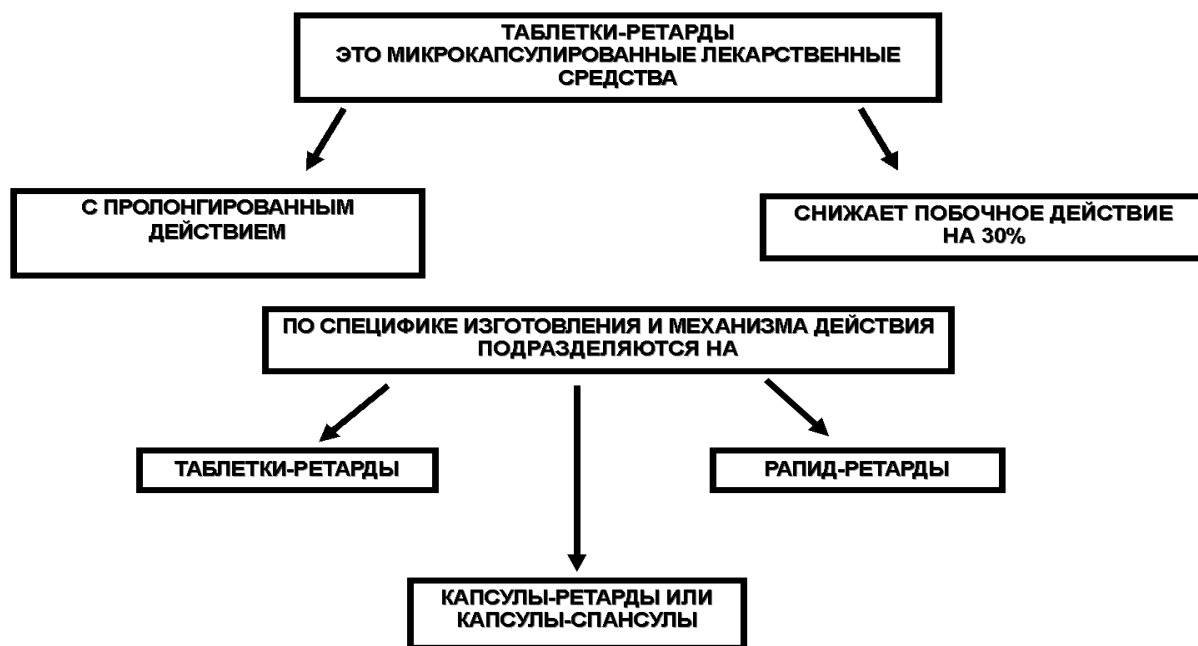 ТАБЛЕТКИ-РЕТАРДЫ
ЭТО МИКРОКАПСУЛИРОВАННЫЕ ЛЕКАРСТВЕННЫЕ
СРЕДСТВА
С ПРОЛОНГИРОВАННЫМ
ДЕЙСТВИЕМ
СНИЖАЕТ ПОБОЧНОЕ ДЕЙСТВИЕ
НА 30%
ПО СПЕЦИФИКЕ ИЗГОТОВЛЕНИЯ И МЕХАНИЗМА ДЕЙСТВИЯ
ПОДРАЗДЕЛЯЮТСЯ НА
ТАБЛЕТКИ-РЕТАРДЫ
РАПИД-РЕТАРДЫ
КАПСУЛЫ-РЕТАРДЫ ИЛИ
КАПСУЛЫ-СПАНСУЛЫ